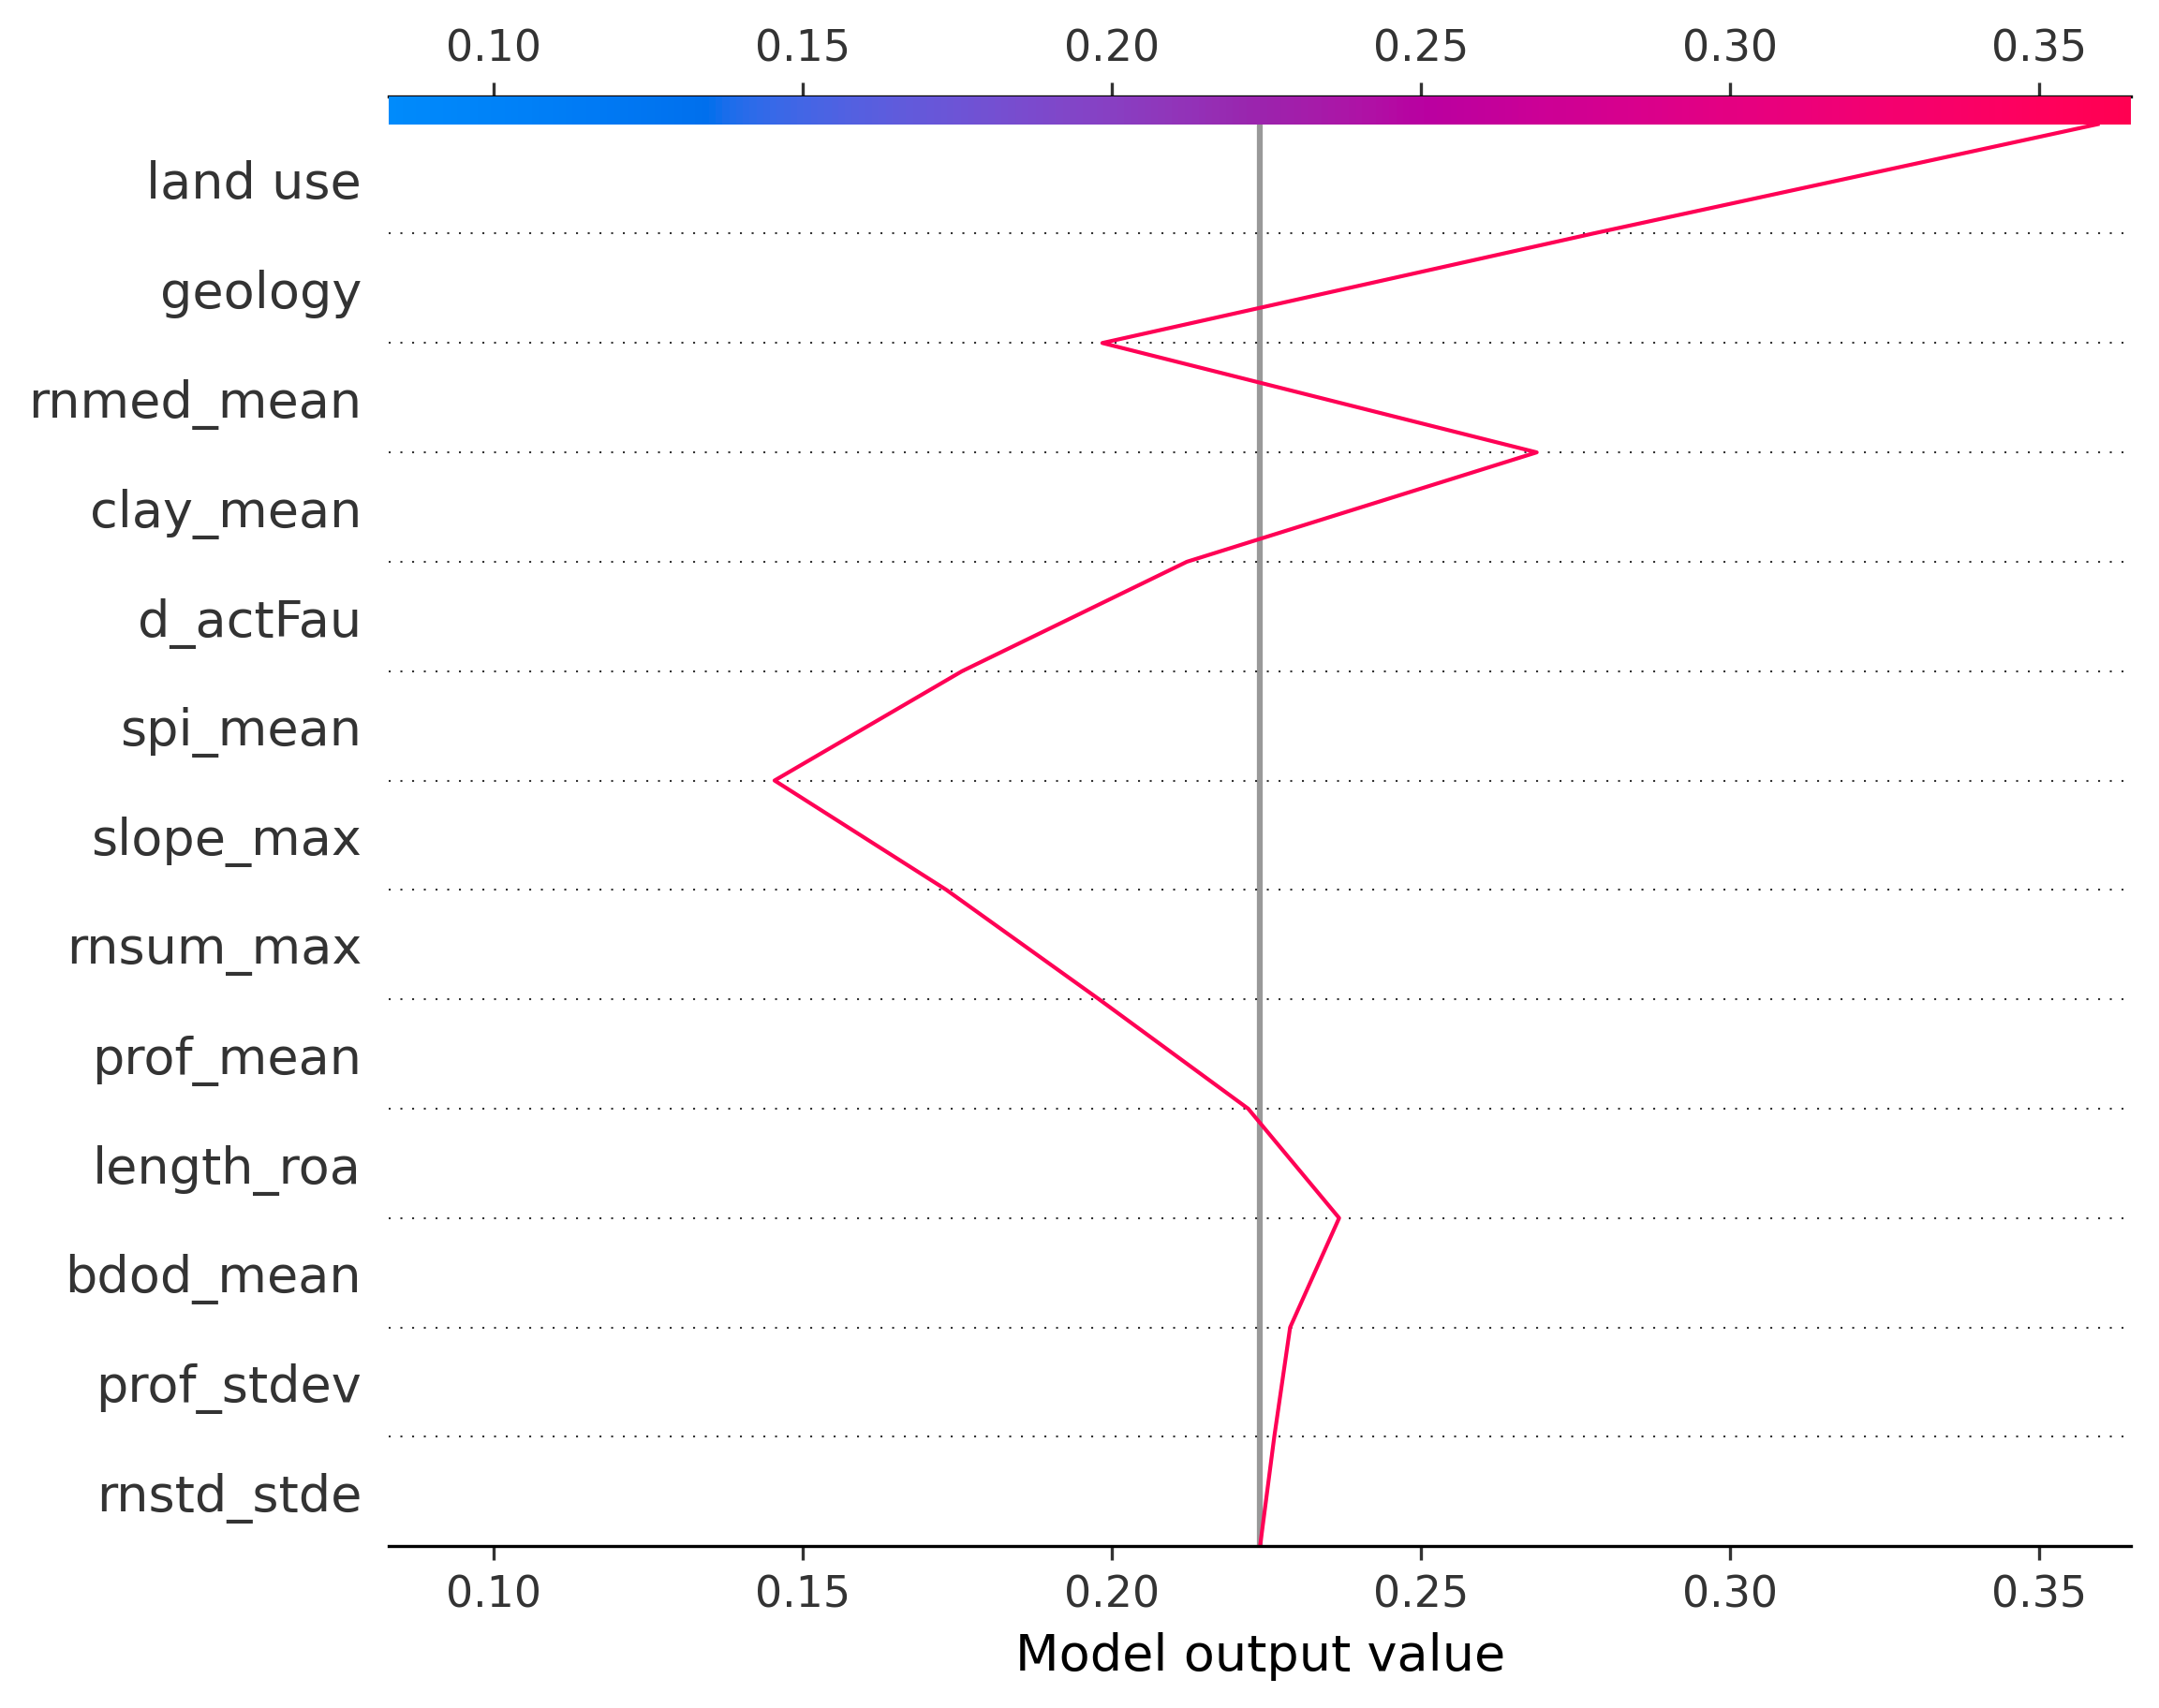 0.10 0.15 0.20 0.25 0.30 0.35
land use
geology
rnmed_mean
clay_mean
d_actFau
spi_mean
slope_max
rnsum_max
prof_mean
length_roa
bdod_mean
prof_stdev
rnstd_stde
0.10 0.15 0.20 0.25 0.30 0.35
Model output value